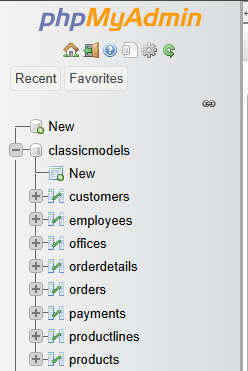 phpMyAdmin
Recent Favorites
New
classicmodels
New
customers
employees
offices
orderdetails
orders
payments
productlines
products